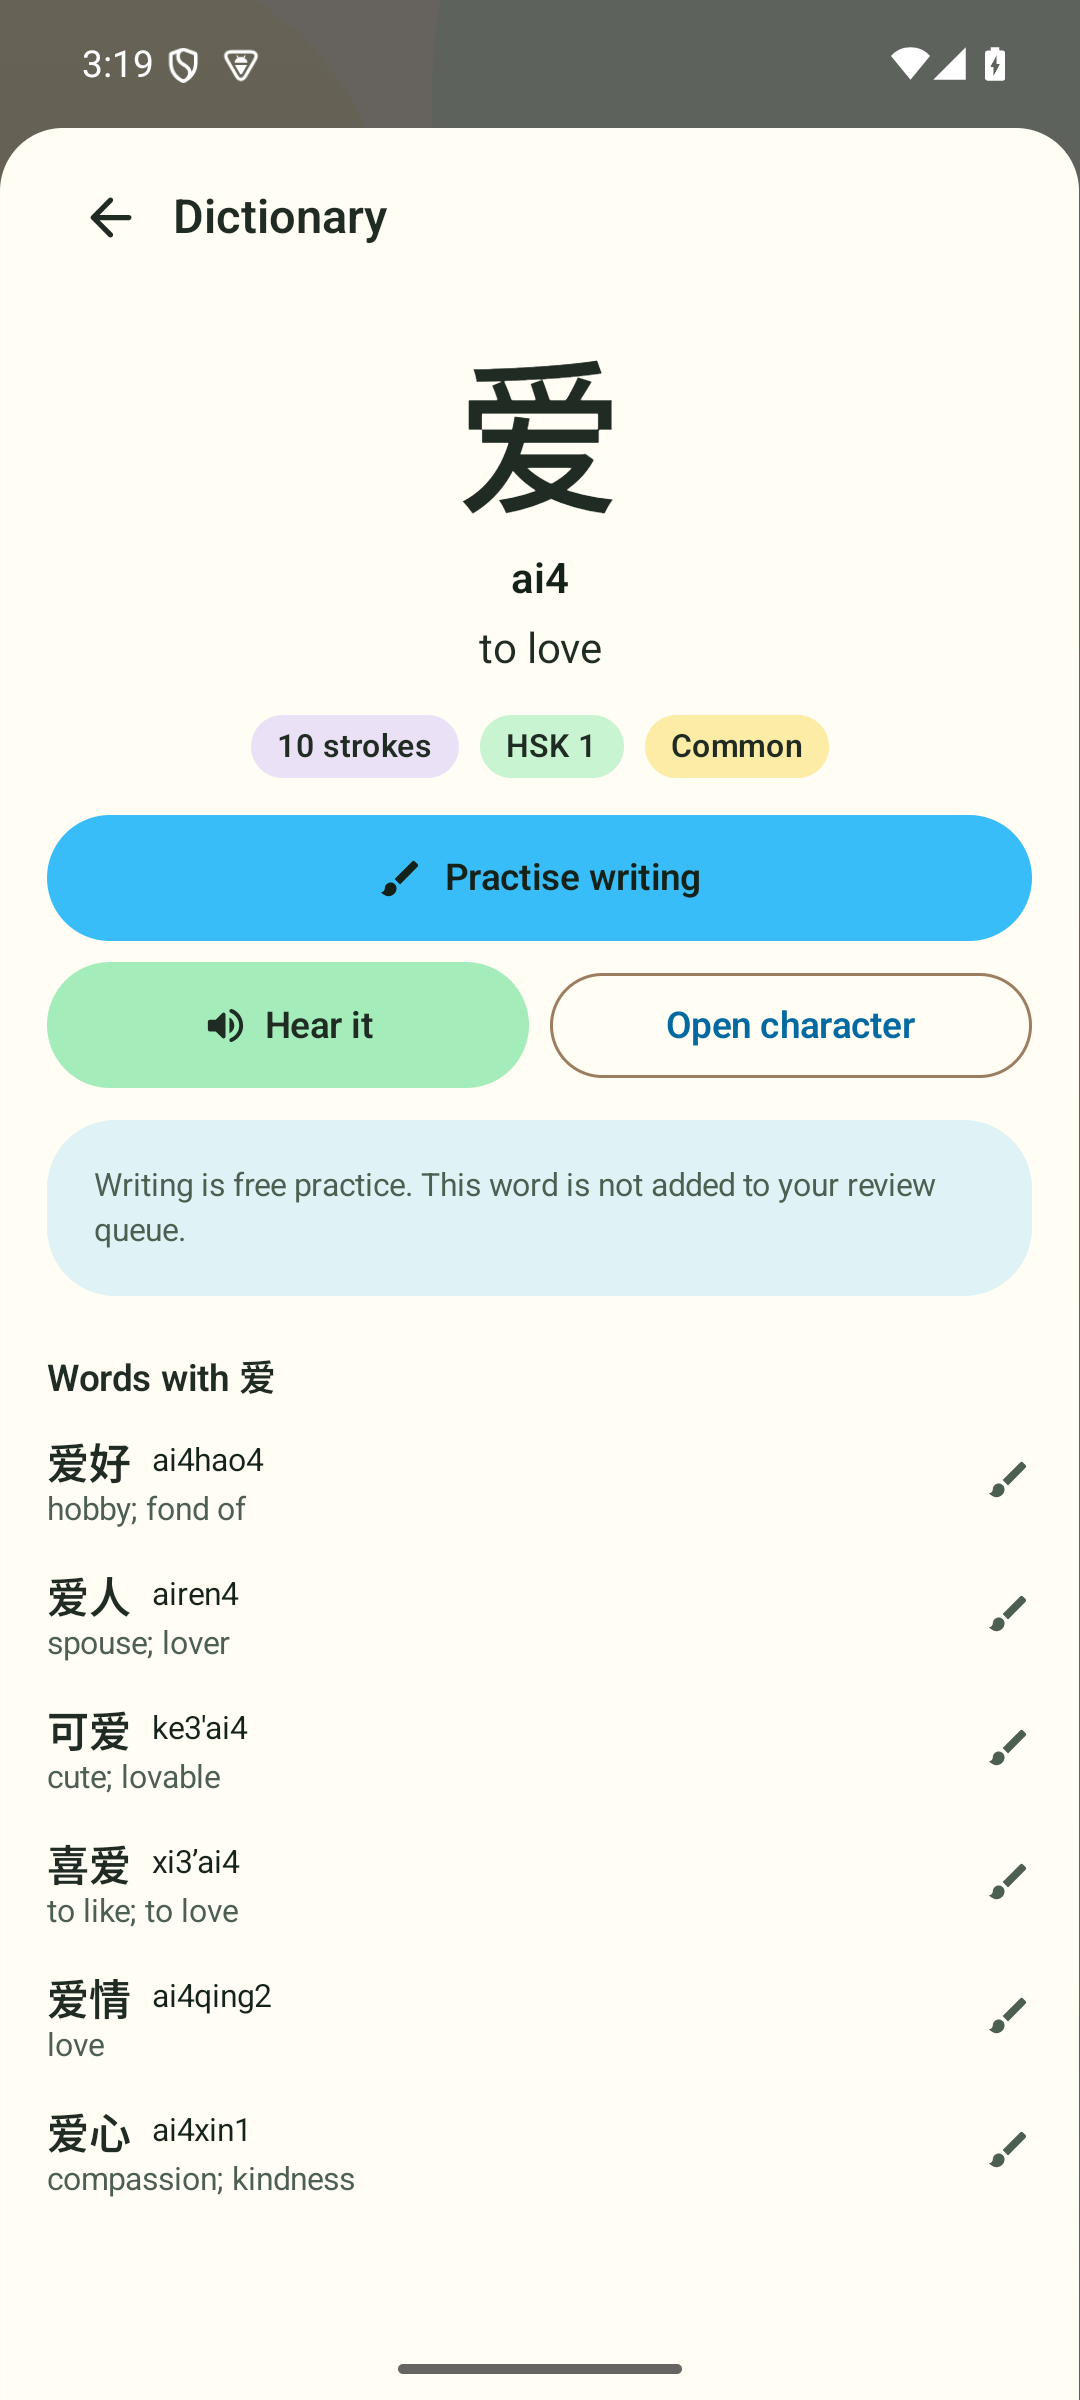 3:19
Dictionary
爱
ai4
to love
10 strokes HSK 1 Common
Practise writing
Hear it Open character
Writing is free practice. This word is not added to your review
queue.
Words with 爱
爱好 ai4hao4
hobby; fond of
爱人 airen4
spouse; lover
可爱 ke3'ai4
cute; lovable
喜爱 xi3’ai4
to like; to love
爱情 ai4qing2
love
爱心 ai4xin1
compassion; kindness